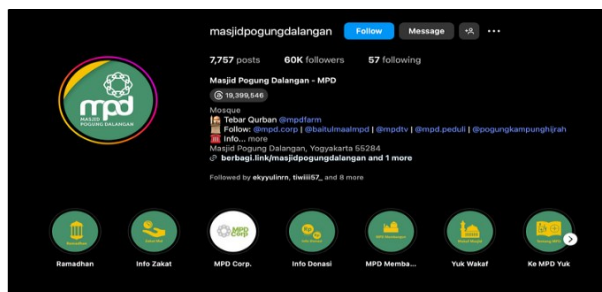 masjidpogungdalangan Follow Message
7,757 posts 60K followers 57 following
Masjid Pogung Dalangan - MPD
19,399,546
Mosque
Tebar Qurban @mpdfarm
Follow: @mpd.corp | @baitulmaalmpd | @mpdtv | @mpd.peduli | @pogungkampunghijrah
Info... more
Masjid Pogung Dalangan, Yogyakarta 55284
berbagi.link/masjidpogungdalangan and 1 more
Followed by ekyyulinrn, tiwiiii57_ and 8 more
mpd
MASJID
POGUNG DALANGAN
MPD
Corp
Rp
Ramadhan Info Zakat MPD Corp. Info Donasi MPD Memba... Yuk Wakaf Ke MPD Yuk